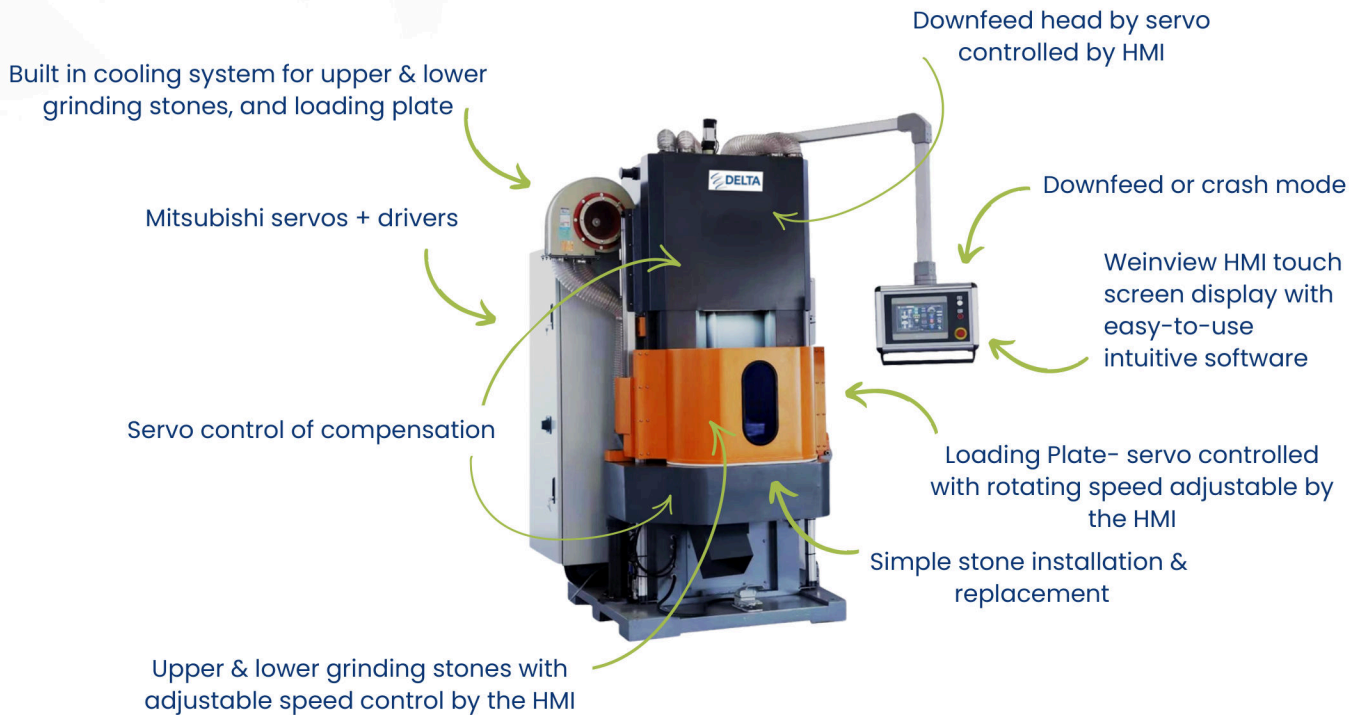 Downfeed head by servo
controlled by HMI
Built in cooling system for upper & lower
grinding stones, and loading plate
DELTA
Downfeed or crash mode
Mitsubishi servos + drivers
Weinview HMI touch
screen display with
easy-to-use
intuitive software
Servo control of compensation
Loading Plate- servo controlled
with rotating speed adjustable by
the HMI
Simple stone installation &
replacement
Upper & lower grinding stones with
adjustable speed control by the HMI